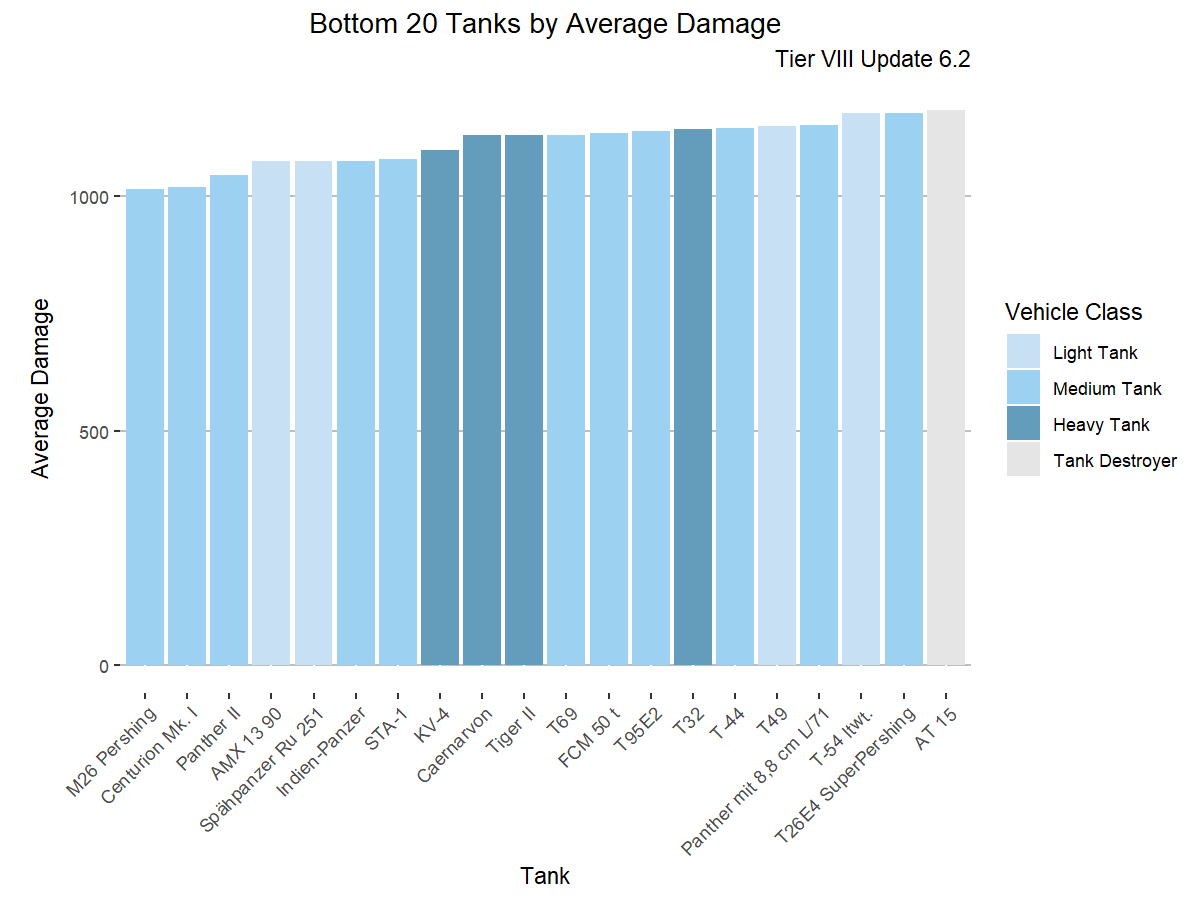 Bottom 20 Tanks by Average Damage
Tier VIII Update 6.2
Average Damage
1000
500
0
M26 Pershing
Centurion Mk. I
Panther II
AMX 13 90
Spähpanzer Ru 251
Indien-Panzer
STA-1
KV-4
Caernarvon
Tiger II
T69
FCM 50 t
T95E2
T32
T-44
T49
Panther mit 8,8 cm L/71
T-54 ltwt.
T26E4 SuperPershing
AT 15
Tank
Vehicle Class
Light Tank
Medium Tank
Heavy Tank
Tank Destroyer